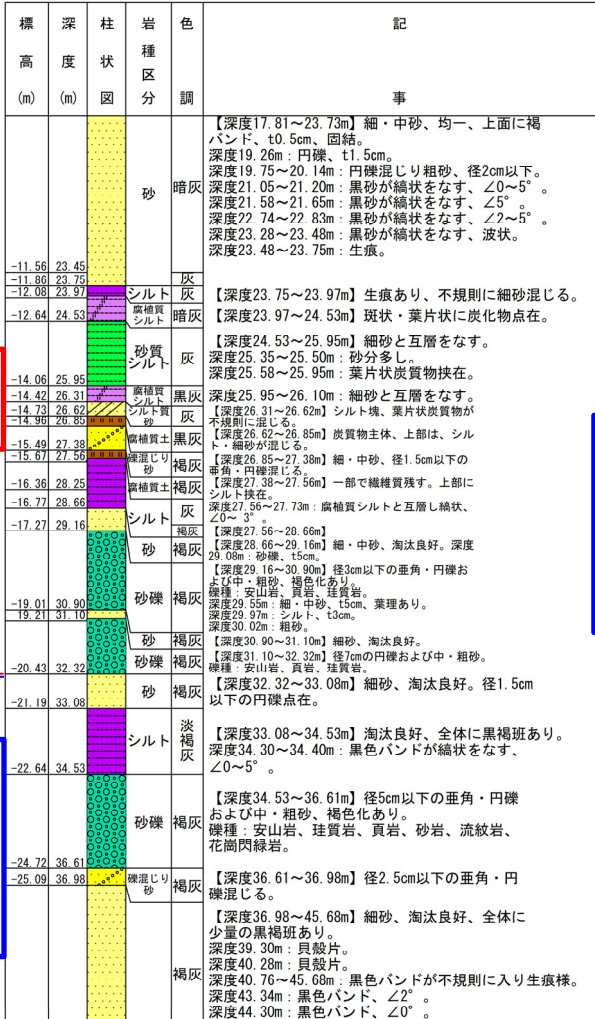 標高(m) 深度(m) 柱状図 岩種区分 色調 記事
【深度17.81～23.73m】細・中砂、均一、上面に褐
バンド、t0.5cm、固結。
深度19.26m：円礫、t1.5cm。
砂 暗灰 深度19.75～20.14m：円礫混じり粗砂、径2cm以下。
深度21.05～21.20m：黒砂が縞状をなす、∠0～5°。
深度21.58～21.65m：黒砂が縞状をなす、∠5°。
深度22.74～22.83m：黒砂が縞状をなす、∠2～5°。
深度23.28～23.48m：黒砂が縞状をなす、波状。
深度23.48～23.75m：生痕。
-11.56 23.45
-11.86 23.75 灰
-12.08 23.97 シルト 灰 【深度23.75～23.97m】生痕あり、不規則に細砂混じる。
-12.64 24.53 腐植質シルト 暗灰 【深度23.97～24.53m】斑状・葉片状に炭化物点在。
【深度24.53～25.95m】細砂と互層をなす。
砂質シルト 灰 深度25.35～25.50m：砂分多し。
深度25.58～25.95m：葉片状炭質物挟在。
-14.06 25.95
-14.42 26.31 腐植質シルト 黒灰 深度25.95～26.10m：細砂と互層をなす。
-14.73 26.62 シルト質砂 灰 【深度26.31～26.62m】シルト塊、葉片状炭質物が
不規則に混じる。
-14.96 26.85 腐植質土 黒灰 【深度26.62～26.85m】炭質物主体、上部は、シル
ト・細砂が混じる。
-15.49 27.38 礫混じり砂 褐灰 【深度26.85～27.38m】細・中砂、径1.5cm以下の
亜角・円礫混じる。
-15.67 27.56 腐植質土 褐灰 【深度27.38～27.56m】一部で繊維質残す。上部に
シルト挟在。
-16.36 28.25 シルト 灰 深度27.56～27.73m：腐植質シルトと互層し縞状、
∠0～ 3°。
-16.77 28.66 褐灰 【深度27.56～28.66m】
-17.27 29.16 砂 褐灰 【深度28.66～29.16m】細・中砂、淘汰良好。深度
29.08m：砂礫、t5cm。
【深度29.16～30.90m】径3cm以下の亜角・円礫お
よび中・粗砂、褐色化あり。
砂礫 褐灰 礫種：安山岩、頁岩、珪質岩。
深度29.55m：細・中砂、t5cm、葉理あり。
深度29.97m：シルト、t3cm。
深度30.02m：粗砂。
-19.01 30.90
-19.21 31.10 砂 褐灰 【深度30.90～31.10m】細砂、淘汰良好。
-20.43 32.32 砂礫 褐灰 【深度31.10～32.32m】径7cmの円礫および中・粗砂。
礫種：安山岩、頁岩、珪質岩。
-21.19 33.08 砂 褐灰 【深度32.32～33.08m】細砂、淘汰良好。径1.5cm
以下の円礫点在。
-22.64 34.53 シルト 淡褐灰 【深度33.08～34.53m】淘汰良好、全体に黒褐斑あり。
深度34.30～34.40m：黒色バンドが縞状をなす、
∠0～5°。
【深度34.53～36.61m】径5cm以下の亜角・円礫
砂礫 褐灰 および中・粗砂、褐色化あり。
礫種：安山岩、珪質岩、頁岩、砂岩、流紋岩、
花崗閃緑岩。
-24.72 36.61
-25.09 36.98 礫混じり砂 褐灰 【深度36.61～36.98m】径2.5cm以下の亜角・円
礫混じる。
【深度36.98～45.68m】細砂、淘汰良好、全体に
少量の黒褐班あり。
深度39.30m：貝殻片。
褐灰 深度40.28m：貝殻片。
深度40.76～45.68m：黒色バンドが不規則に入り生痕様。
深度43.34m：黒色バンド、∠2°。
深度44.30m：黒色バンド、∠0°。